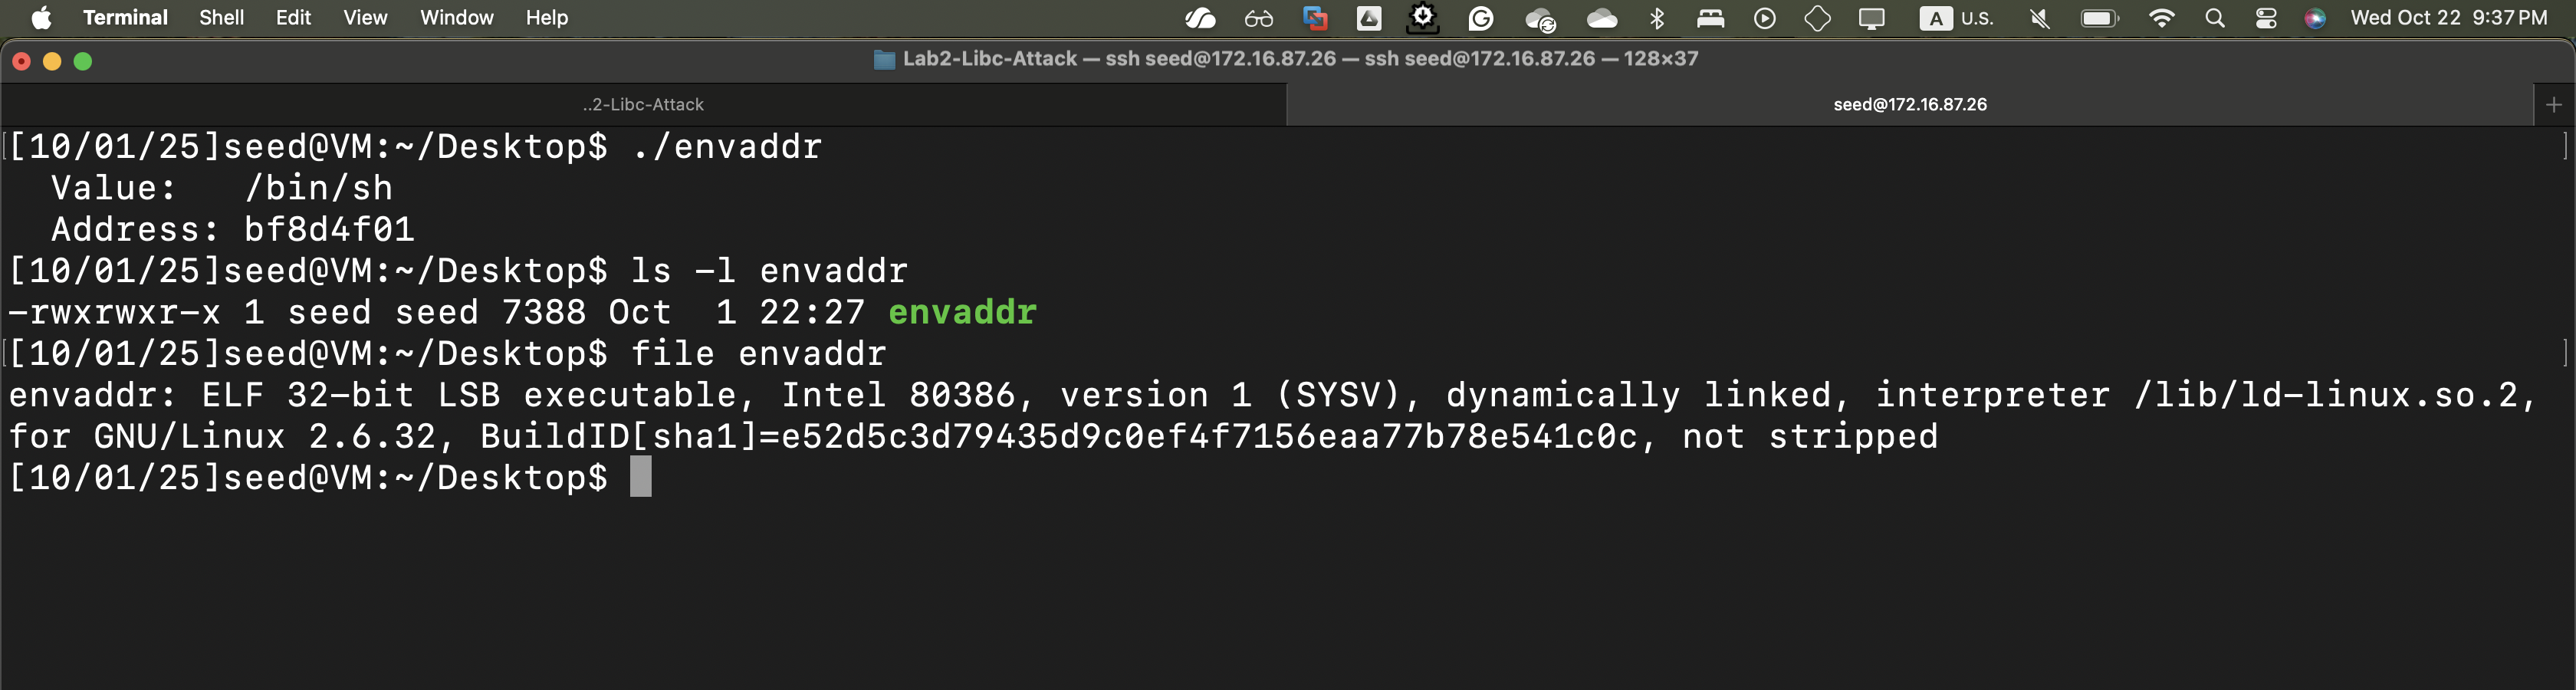 Terminal Shell Edit View Window Help A U.S. Wed Oct 22 9:37 PM
Lab2-Libc-Attack — ssh seed@172.16.87.26 — ssh seed@172.16.87.26 — 128×37
..2-Libc-Attack seed@172.16.87.26 +
[[10/01/25]seed@VM:~/Desktop$ ./envaddr ]
  Value:   /bin/sh
  Address: bf8d4f01
[10/01/25]seed@VM:~/Desktop$ ls -l envaddr
-rwxrwxr-x 1 seed seed 7388 Oct  1 22:27 envaddr
[[10/01/25]seed@VM:~/Desktop$ file envaddr ]
envaddr: ELF 32-bit LSB executable, Intel 80386, version 1 (SYSV), dynamically linked, interpreter /lib/ld-linux.so.2,
for GNU/Linux 2.6.32, BuildID[sha1]=e52d5c3d79435d9c0ef4f7156eaa77b78e541c0c, not stripped
[10/01/25]seed@VM:~/Desktop$